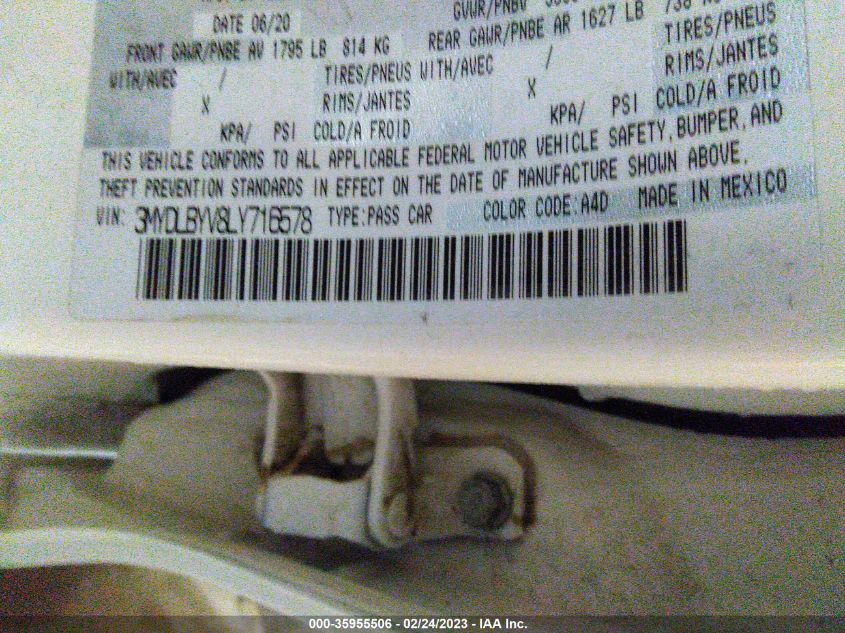 GVWR/PNBV
DATE 06/20
FRONT GAWR/PNBE AV 1795 LB 814 KG REAR GAWR/PNBE AR 1627 LB 738
WITH/AVEC / TIRES/PNEUS WITH/AVEC / TIRES/PNEUS
X RIMS/JANTES X RIMS/JANTES
KPA/ PSI COLD/A FROID KPA/ PSI COLD/A FROID
THIS VEHICLE CONFORMS TO ALL APPLICABLE FEDERAL MOTOR VEHICLE SAFETY, BUMPER, AND
THEFT PREVENTION STANDARDS IN EFFECT ON THE DATE OF MANUFACTURE SHOWN ABOVE.
VIN: 3MYDLBYV8LY716578 TYPE:PASS CAR COLOR CODE:A4D MADE IN MEXICO
000-35955506 - 02/24/2023 - IAA Inc.